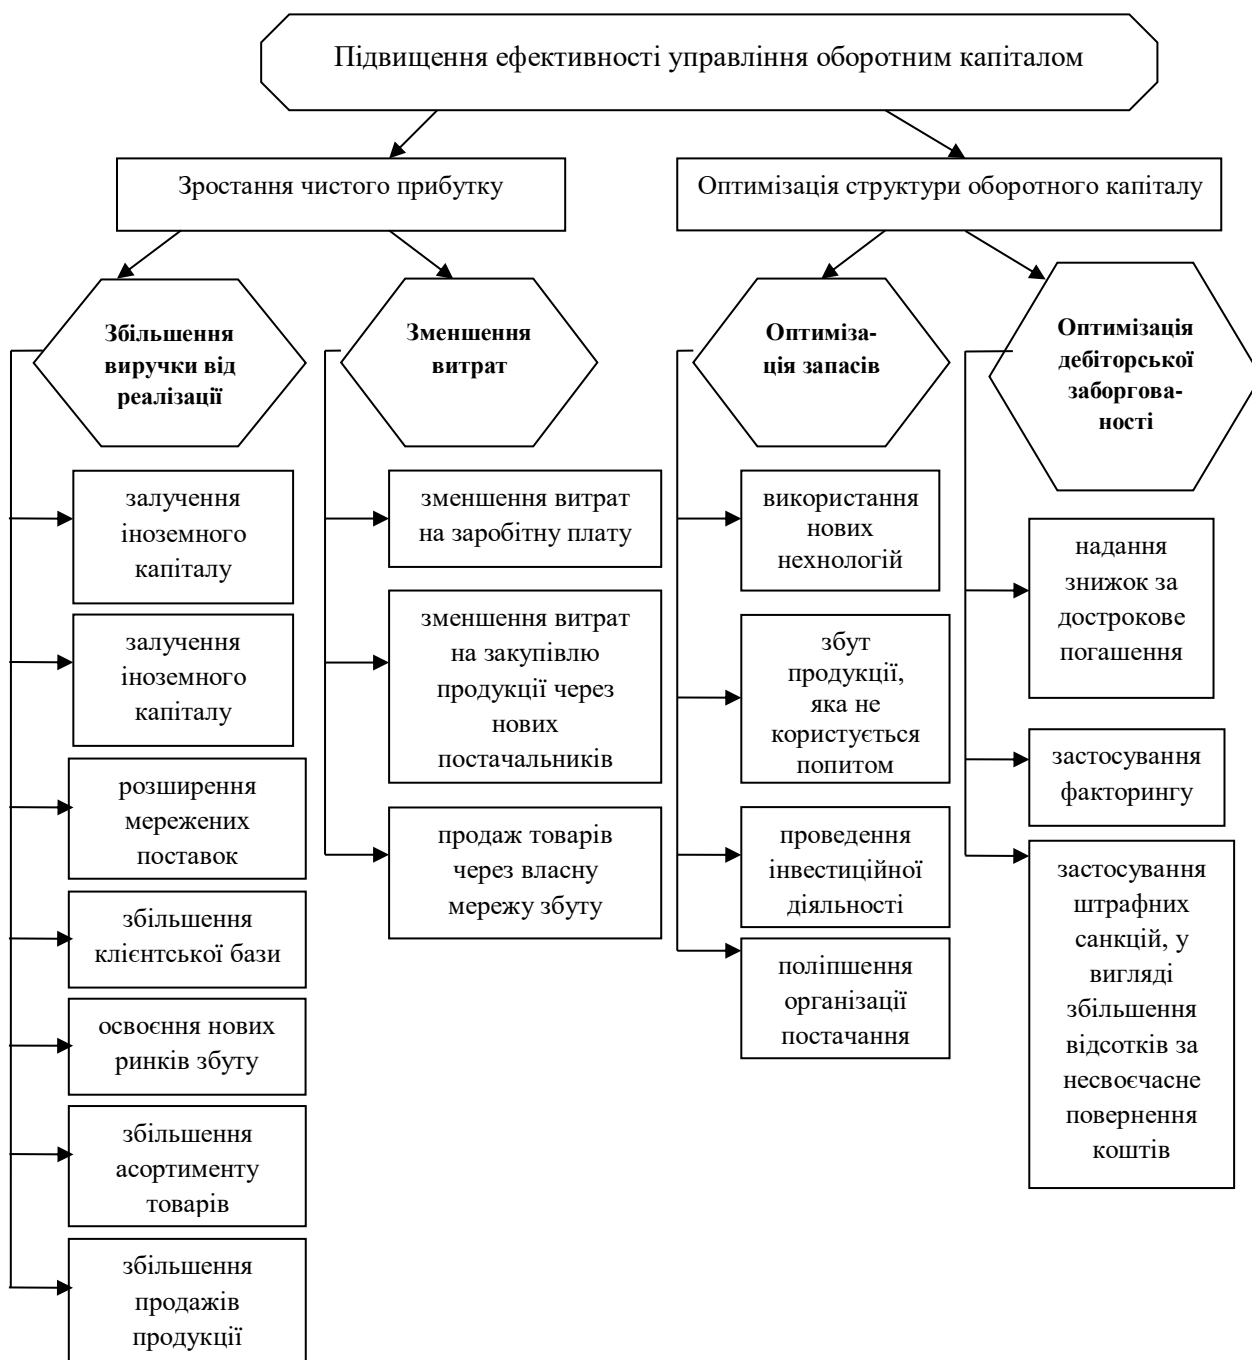 Підвищення ефективності управління оборотним капіталом
Зростання чистого прибутку
Оптимізація структури оборотного капіталу
Збільшення
виручки від
реалізації
Зменшення
витрат
Оптиміза-
ція запасів
Оптимізація
дебіторської
заборгова-
ності
залучення
іноземного
капіталу
залучення
іноземного
капіталу
розширення
мережених
поставок
збільшення
клієнтської бази
освоєння нових
ринків збуту
збільшення
асортименту
товарів
збільшення
продажів
продукції
зменшення витрат
на заробітну плату
зменшення витрат
на закупівлю
продукції через
нових
постачальників
продаж товарів
через власну
мережу збуту
використання
нових
нехнологій
збут
продукції,
яка не
користується
попитом
проведення
інвестиційної
діяльності
поліпшення
організації
постачання
надання
знижок за
дострокове
погашення
застосування
факторингу
застосування
штрафних
санкцій, у
вигляді
збільшення
відсотків за
несвоєчасне
повернення
коштів